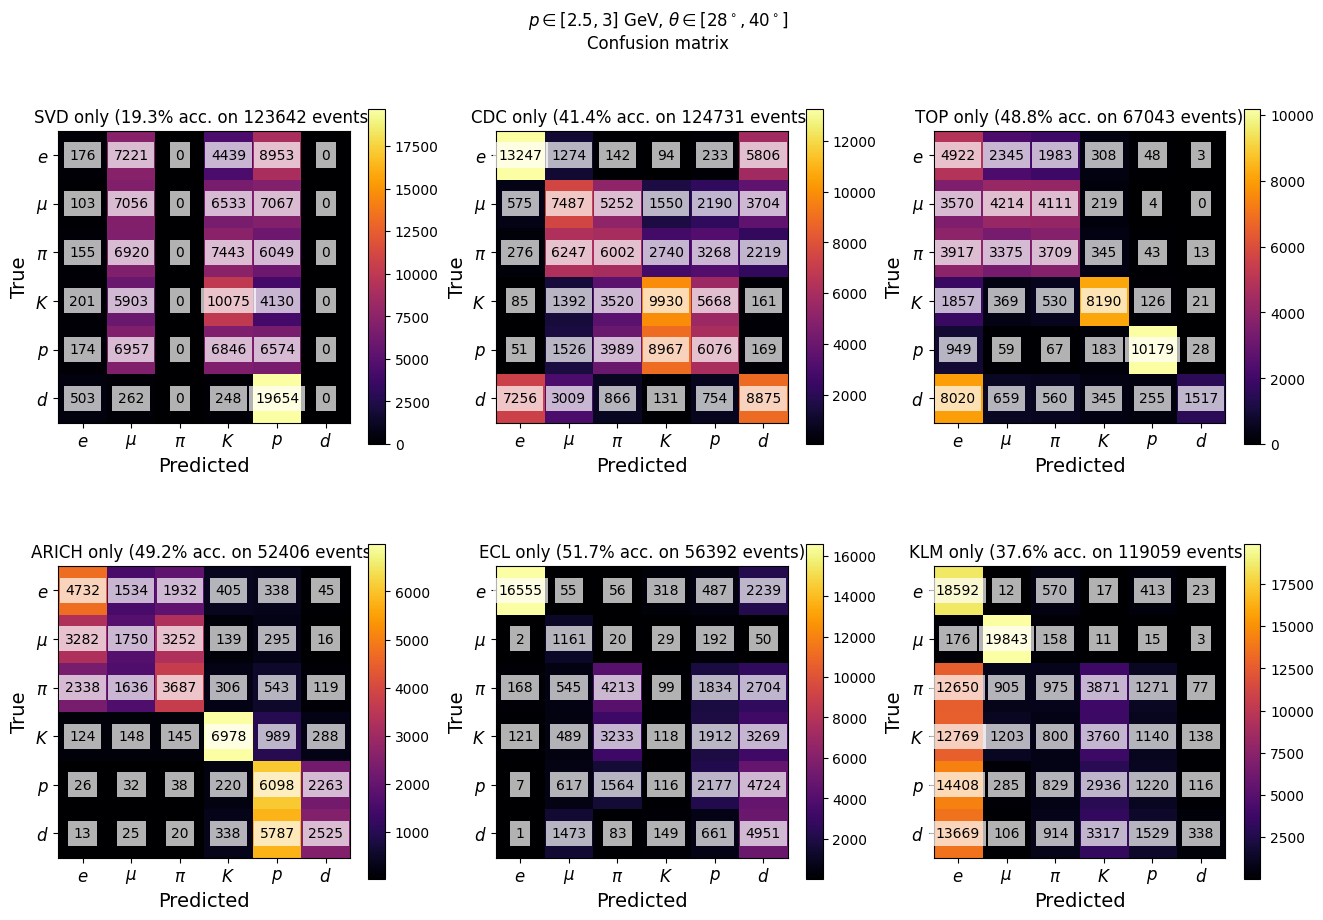 p ∈ [2.5, 3] GeV, θ ∈ [28°, 40°]
Confusion matrix
SVD only (19.3% acc. on 123642 events
e 176 7221 0 4439 8953 0
μ 103 7056 0 6533 7067 0
π 155 6920 0 7443 6049 0
K 201 5903 0 10075 4130 0
p 174 6957 0 6846 6574 0
d 503 262 0 248 19654 0
e μ π K p d
True
Predicted
17500
15000
12500
10000
7500
5000
2500
0
CDC only (41.4% acc. on 124731 events
e 13247 1274 142 94 233 5806
μ 575 7487 5252 1550 2190 3704
π 276 6247 6002 2740 3268 2219
K 85 1392 3520 9930 5668 161
p 51 1526 3989 8967 6076 169
d 7256 3009 866 131 754 8875
e μ π K p d
True
Predicted
12000
10000
8000
6000
4000
2000
TOP only (48.8% acc. on 67043 events)
e 4922 2345 1983 308 48 3
μ 3570 4214 4111 219 4 0
π 3917 3375 3709 345 43 13
K 1857 369 530 8190 126 21
p 949 59 67 183 10179 28
d 8020 659 560 345 255 1517
e μ π K p d
True
Predicted
10000
8000
6000
4000
2000
0
ARICH only (49.2% acc. on 52406 events
e 4732 1534 1932 405 338 45
μ 3282 1750 3252 139 295 16
π 2338 1636 3687 306 543 119
K 124 148 145 6978 989 288
p 26 32 38 220 6098 2263
d 13 25 20 338 5787 2525
e μ π K p d
True
Predicted
6000
5000
4000
3000
2000
1000
ECL only (51.7% acc. on 56392 events)
e 16555 55 56 318 487 2239
μ 2 1161 20 29 192 50
π 168 545 4213 99 1834 2704
K 121 489 3233 118 1912 3269
p 7 617 1564 116 2177 4724
d 1 1473 83 149 661 4951
e μ π K p d
True
Predicted
16000
14000
12000
10000
8000
6000
4000
2000
KLM only (37.6% acc. on 119059 events
e 18592 12 570 17 413 23
μ 176 19843 158 11 15 3
π 12650 905 975 3871 1271 77
K 12769 1203 800 3760 1140 138
p 14408 285 829 2936 1220 116
d 13669 106 914 3317 1529 338
e μ π K p d
True
Predicted
17500
15000
12500
10000
7500
5000
2500